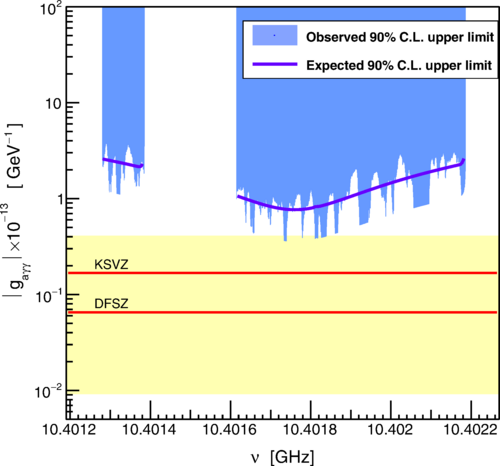 Observed 90% C.L. upper limit
Expected 90% C.L. upper limit
10²
10
1
10⁻¹
10⁻²
|g_aγγ|×10⁻¹³ [GeV⁻¹]
KSVZ
DFSZ
10.4012 10.4014 10.4016 10.4018 10.402 10.4022
ν [GHz]